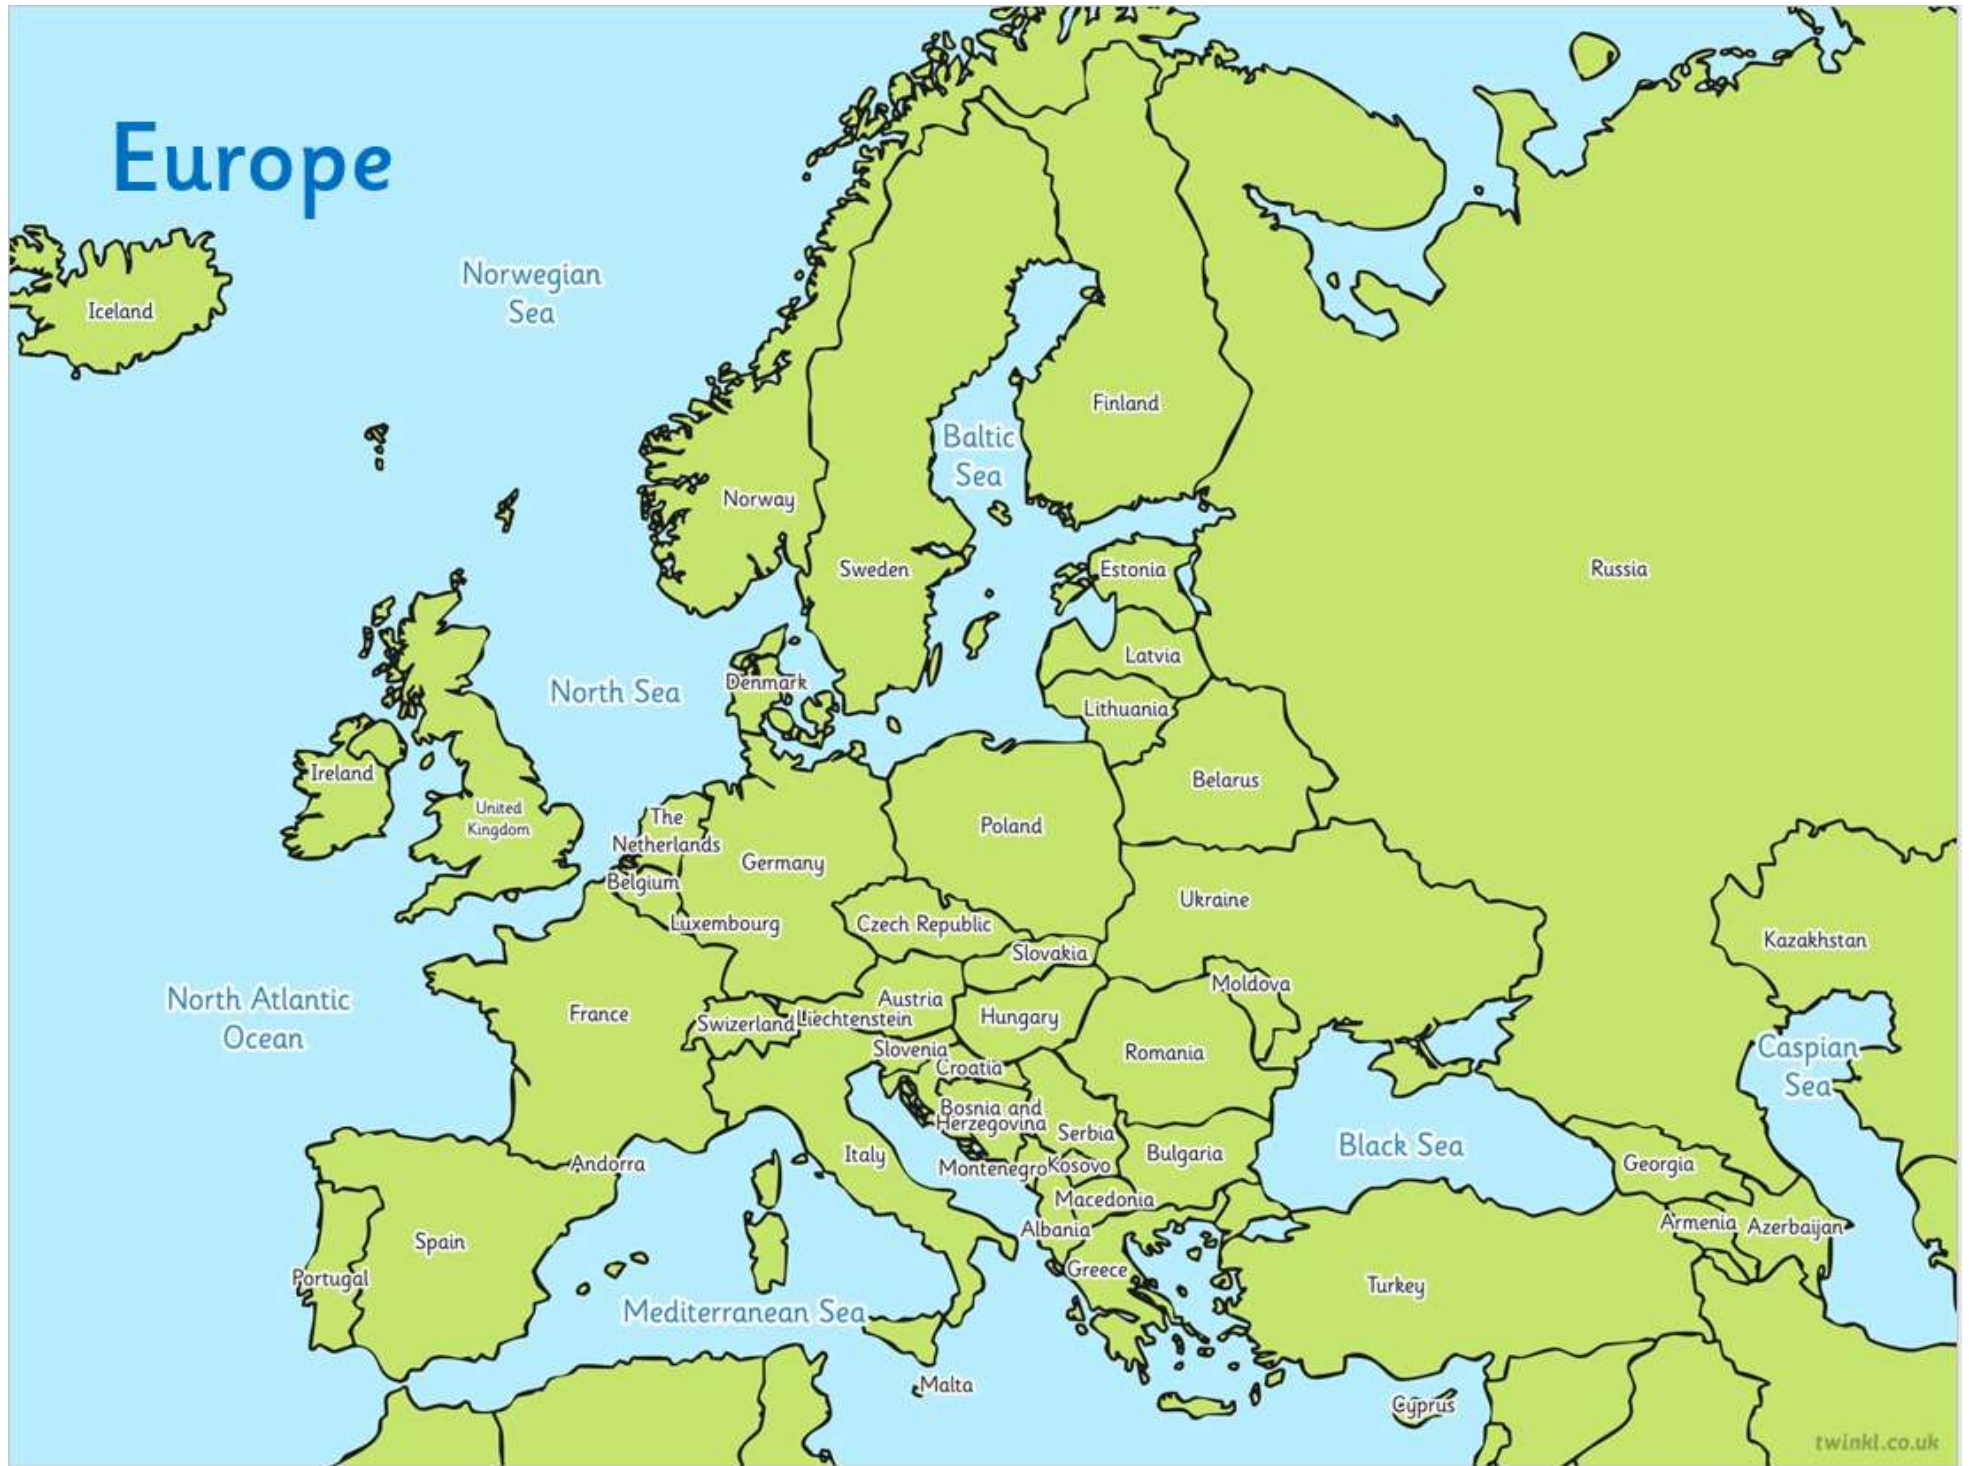 Europe
Norwegian
Sea
Iceland
Finland
Baltic
Sea
Norway
Sweden
Estonia
Russia
Latvia
North Sea
Denmark
Lithuania
Ireland
Belarus
United
Kingdom
The
Netherlands
Poland
Germany
Belgium
Ukraine
Luxembourg
Czech Republic
Slovakia
Kazakhstan
Moldova
North Atlantic
Ocean
France
Austria
Swizerland
Liechtenstein
Hungary
Slovenia
Romania
Caspian
Sea
Croatia
Bosnia and
Herzegovina
Serbia
Black Sea
Italy
Bulgaria
Andorra
Montenegro
Kosovo
Georgia
Macedonia
Albania
Armenia
Azerbaijan
Spain
Portugal
Greece
Turkey
Mediterranean Sea
Malta
Cyprus
twinkl.co.uk